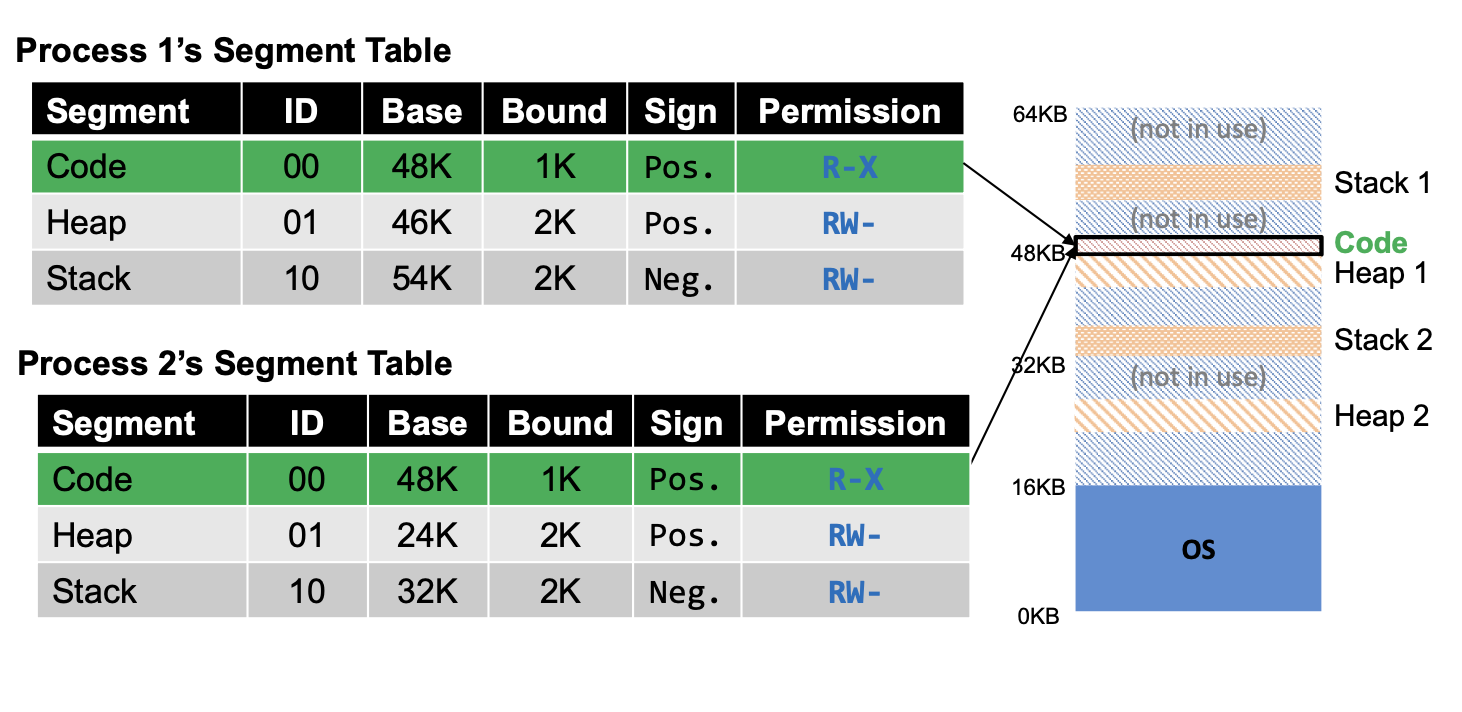 Process 1's Segment Table
Segment ID Base Bound Sign Permission
Code 00 48K 1K Pos. R-X
Heap 01 46K 2K Pos. RW-
Stack 10 54K 2K Neg. RW-
Process 2's Segment Table
Segment ID Base Bound Sign Permission
Code 00 48K 1K Pos. R-X
Heap 01 24K 2K Pos. RW-
Stack 10 32K 2K Neg. RW-
64KB
(not in use)
Stack 1
(not in use)
Code
48KB
Heap 1
Stack 2
32KB
(not in use)
Heap 2
16KB
OS
0KB